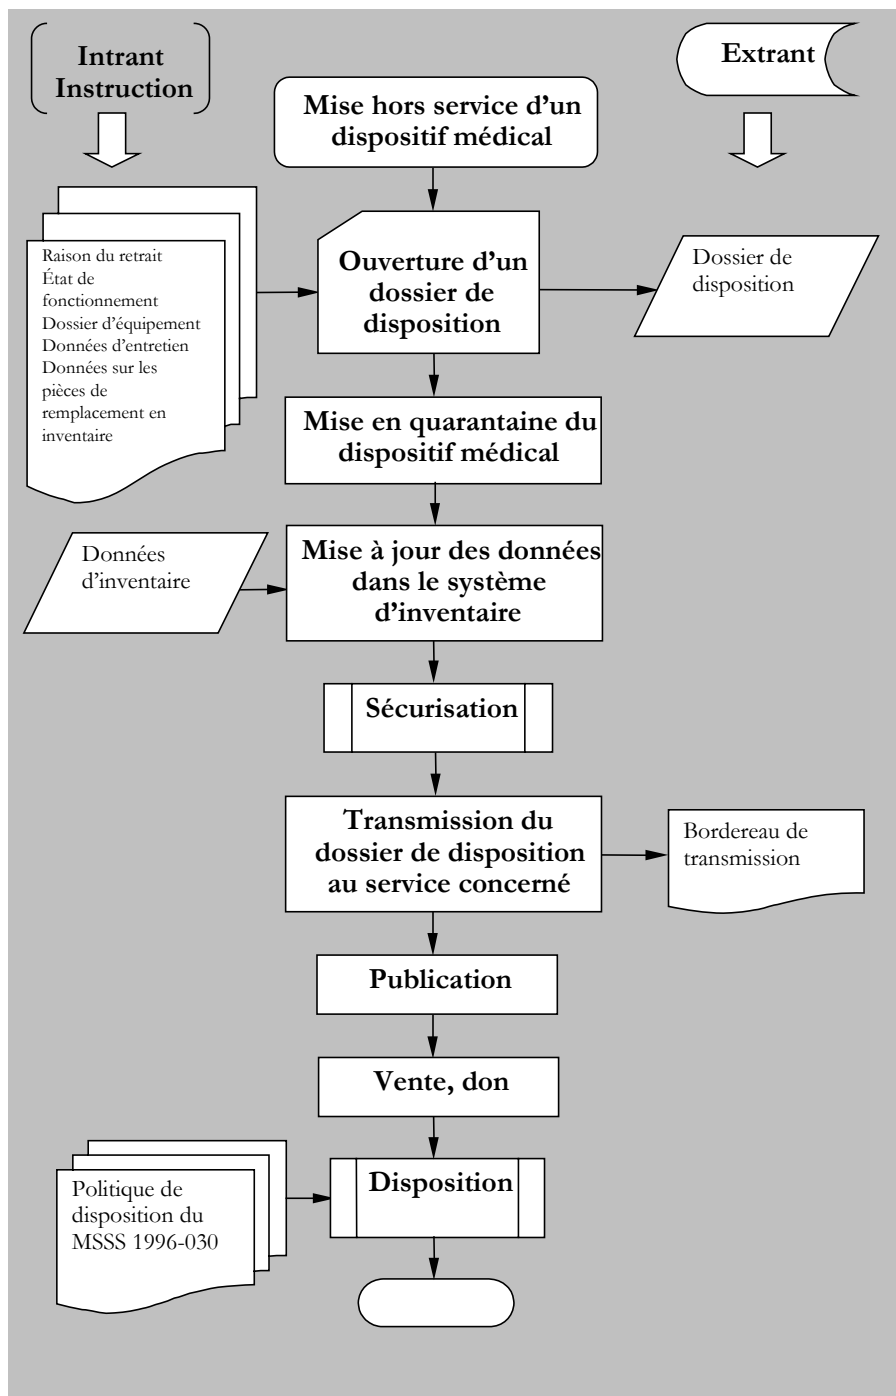 Intrant
Instruction
Extrant
Mise hors service d'un
dispositif médical
Raison du retrait
État de
fonctionnement
Dossier d'équipement
Données d'entretien
Données sur les
pièces de
remplacement en
inventaire
Ouverture d'un
dossier de
disposition
Dossier de
disposition
Mise en quarantaine du
dispositif médical
Données
d'inventaire
Mise à jour des données
dans le système
d'inventaire
Sécurisation
Transmission du
dossier de disposition
au service concerné
Bordereau de
transmission
Publication
Vente, don
Politique de
disposition du
MSSS 1996-030
Disposition